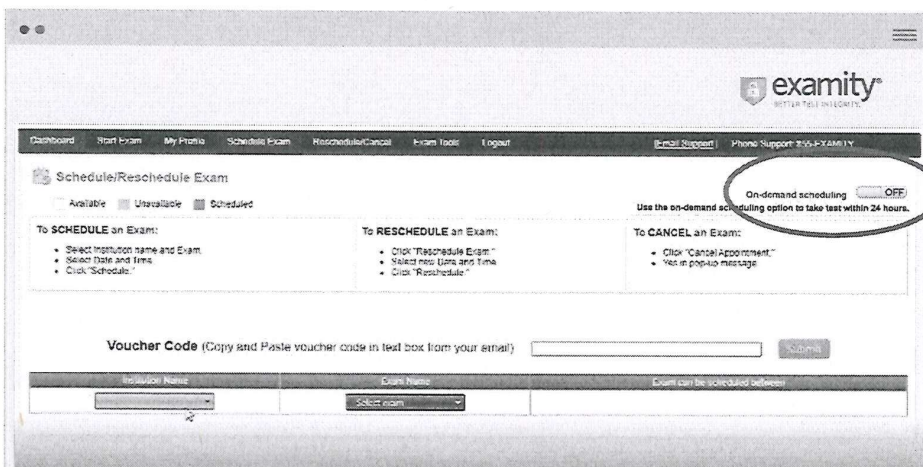 examity®
BETTER TEST INTEGRITY.
Dashboard Start Exam My Profile Schedule Exam Reschedule/Cancel Exam Tools Logout [Email Support] Phone Support 855-EXAMITY
Schedule/Reschedule Exam
On-demand scheduling OFF
Available Unavailable Scheduled
Use the on-demand scheduling option to take test within 24 hours.
To SCHEDULE an Exam:
• Select Institution name and Exam.
• Select Date and Time.
• Click "Schedule."
To RESCHEDULE an Exam:
• Click "Reschedule Exam."
• Select new Date and Time.
• Click "Reschedule."
To CANCEL an Exam:
• Click "Cancel Appointment."
• Yes in pop-up message
Voucher Code (Copy and Paste voucher code in text box from your email) Submit
Institution Name Exam Name Exam can be scheduled between
Select exam